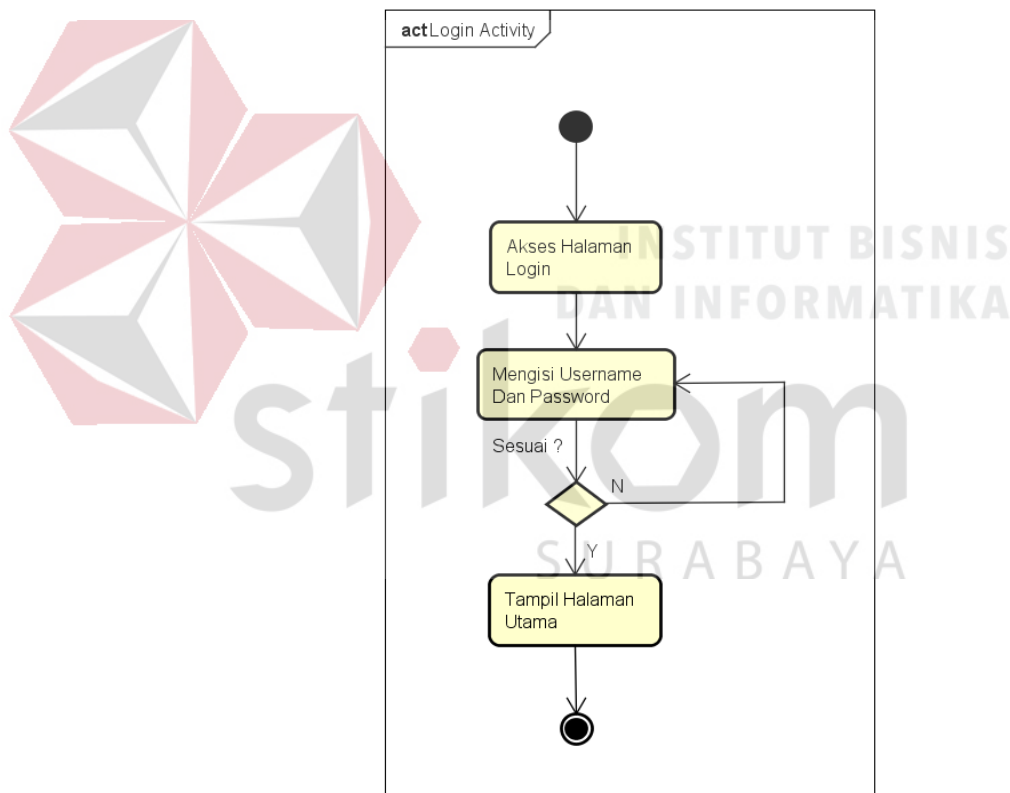 act Login Activity
Akses Halaman
Login
INSTITUT BISNIS
DAN INFORMATIKA
Mengisi Username
Dan Password
stikom
Sesuai ?
N
Y
SURABAYA
Tampil Halaman
Utama